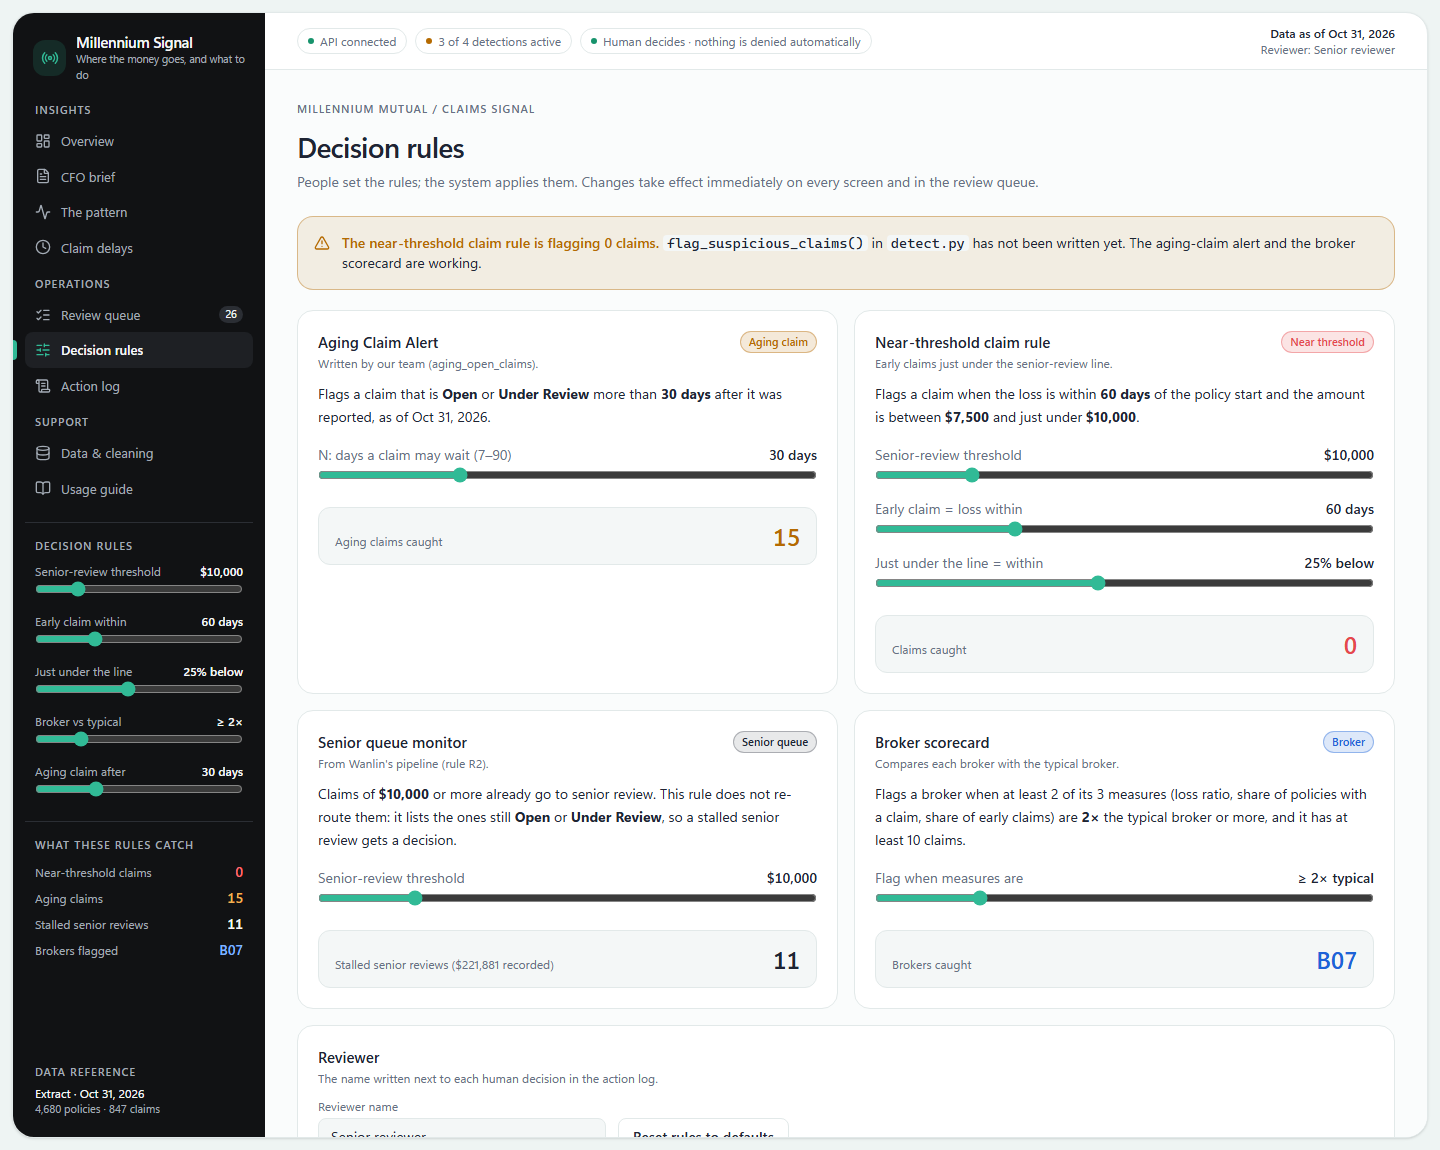 Millennium Signal
Where the money goes, and what to
do
INSIGHTS
Overview
CFO brief
The pattern
Claim delays
OPERATIONS
Review queue 26
Decision rules
Action log
SUPPORT
Data & cleaning
Usage guide
DECISION RULES
Senior-review threshold $10,000
Early claim within 60 days
Just under the line 25% below
Broker vs typical ≥ 2×
Aging claim after 30 days
WHAT THESE RULES CATCH
Near-threshold claims 0
Aging claims 15
Stalled senior reviews 11
Brokers flagged B07
DATA REFERENCE
Extract · Oct 31, 2026
4,680 policies · 847 claims
API connected
3 of 4 detections active
Human decides · nothing is denied automatically
Data as of Oct 31, 2026
Reviewer: Senior reviewer
MILLENNIUM MUTUAL / CLAIMS SIGNAL
Decision rules
People set the rules; the system applies them. Changes take effect immediately on every screen and in the review queue.
The near-threshold claim rule is flagging 0 claims. flag_suspicious_claims() in detect.py has not been written yet. The aging-claim alert and the broker
scorecard are working.
Aging Claim Alert
Aging claim
Written by our team (aging_open_claims).
Flags a claim that is Open or Under Review more than 30 days after it was
reported, as of Oct 31, 2026.
N: days a claim may wait (7–90) 30 days
Aging claims caught 15
Near-threshold claim rule
Near threshold
Early claims just under the senior-review line.
Flags a claim when the loss is within 60 days of the policy start and the amount
is between $7,500 and just under $10,000.
Senior-review threshold $10,000
Early claim = loss within 60 days
Just under the line = within 25% below
Claims caught 0
Senior queue monitor
Senior queue
From Wanlin's pipeline (rule R2).
Claims of $10,000 or more already go to senior review. This rule does not re-
route them: it lists the ones still Open or Under Review, so a stalled senior
review gets a decision.
Senior-review threshold $10,000
Stalled senior reviews ($221,881 recorded) 11
Broker scorecard
Broker
Compares each broker with the typical broker.
Flags a broker when at least 2 of its 3 measures (loss ratio, share of policies with
a claim, share of early claims) are 2× the typical broker or more, and it has at
least 10 claims.
Flag when measures are ≥ 2× typical
Brokers caught B07
Reviewer
The name written next to each human decision in the action log.
Reviewer name
Senior reviewer
Reset rules to defaults